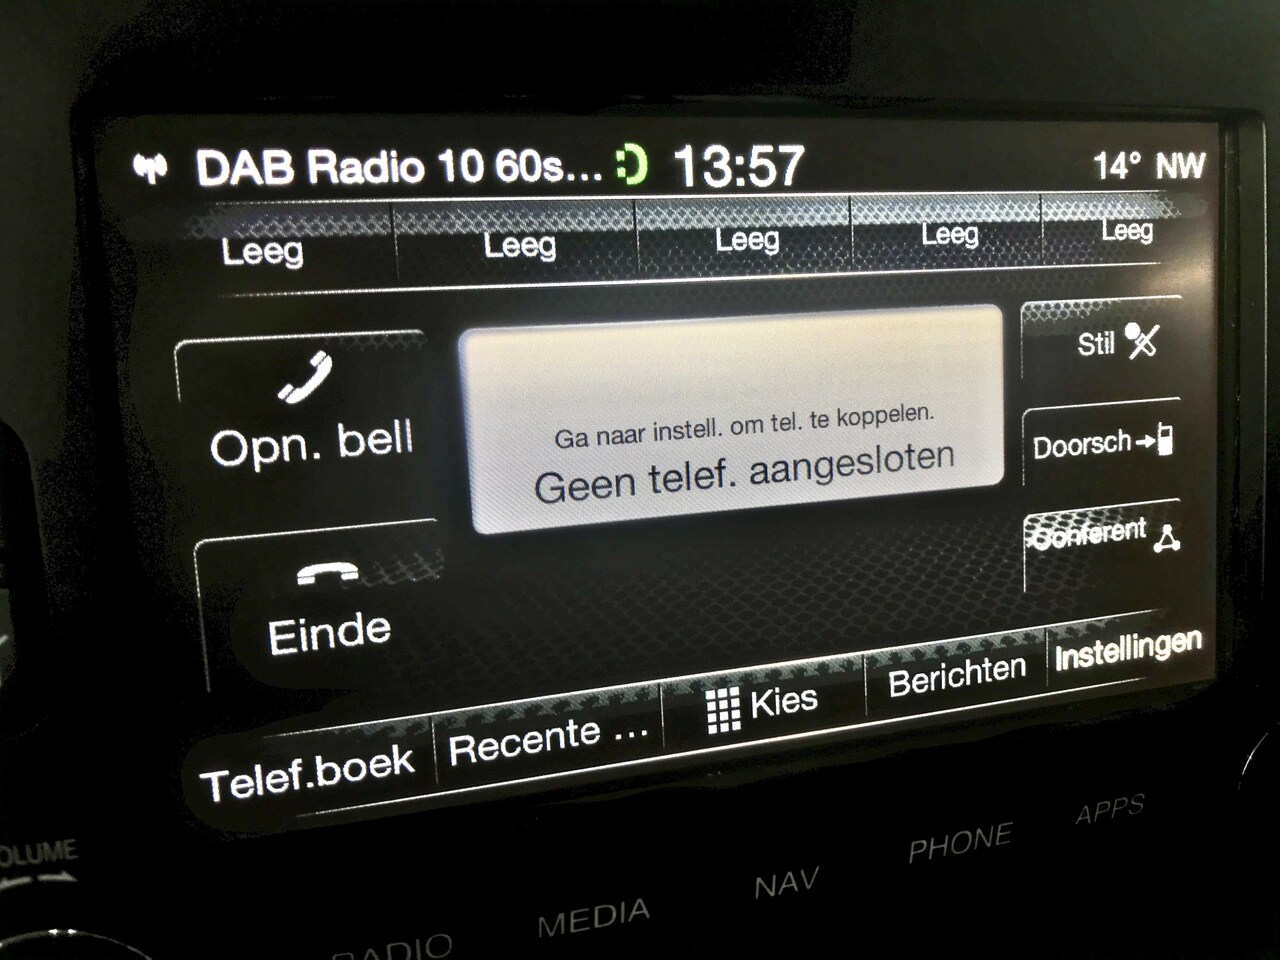 DAB Radio 10 60s... 13:57 14° NW
Leeg Leeg Leeg Leeg Leeg
Opn. bell
Ga naar instell. om tel. te koppelen.
Geen telef. aangesloten
Stil
Doorsch
Conferent
Einde
Telef.boek Recente ... Kies Berichten Instellingen
OLUME
RADIO MEDIA NAV PHONE APPS